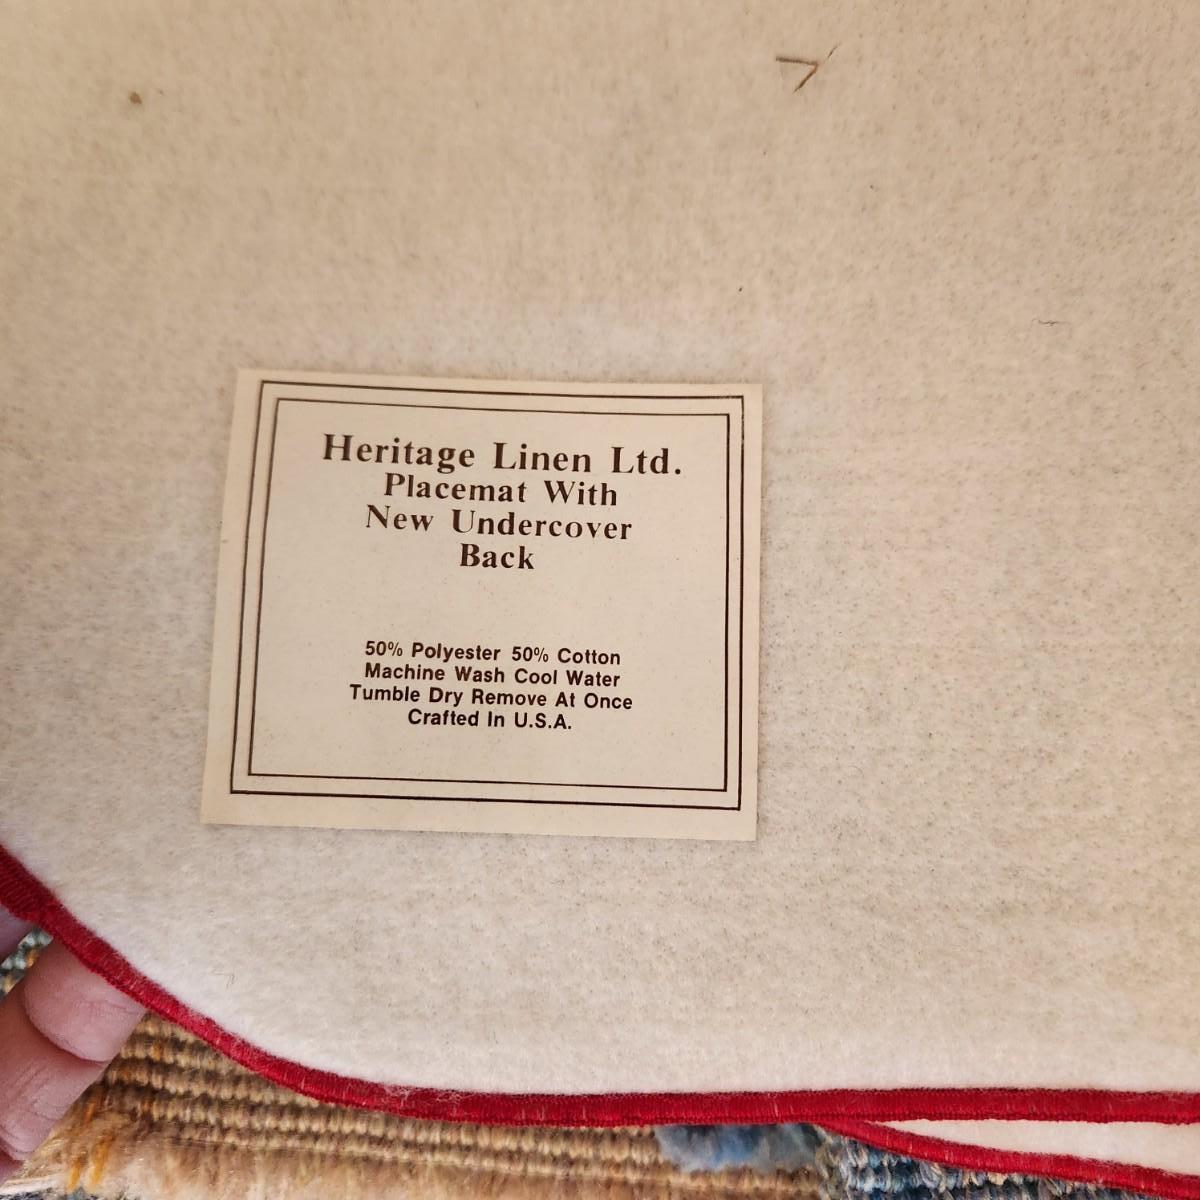 Heritage Linen Ltd.
Placemat With
New Undercover
Back
50% Polyester 50% Cotton
Machine Wash Cool Water
Tumble Dry Remove At Once
Crafted In U.S.A.